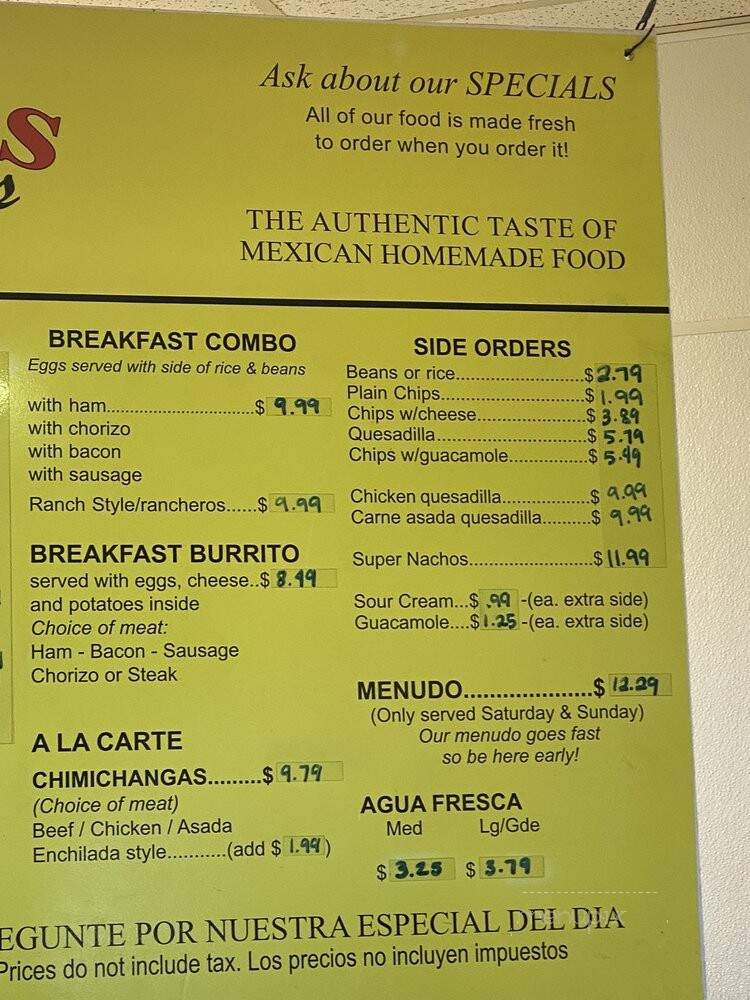 Ask about our SPECIALS
All of our food is made fresh
to order when you order it!
THE AUTHENTIC TASTE OF
MEXICAN HOMEMADE FOOD
BREAKFAST COMBO
Eggs served with side of rice & beans
with ham............................$ 9.99
with chorizo
with bacon
with sausage
Ranch Style/rancheros......$ 9.99
BREAKFAST BURRITO
served with eggs, cheese..$ 8.49
and potatoes inside
Choice of meat:
Ham - Bacon - Sausage
Chorizo or Steak
A LA CARTE
CHIMICHANGAS.........$ 9.79
(Choice of meat)
Beef / Chicken / Asada
Enchilada style...........(add $ 1.99)
SIDE ORDERS
Beans or rice........................$ 2.79
Plain Chips...........................$ 1.99
Chips w/cheese....................$ 3.89
Quesadilla............................$ 5.79
Chips w/guacamole..............$ 5.49
Chicken quesadilla................$ 9.99
Carne asada quesadilla.........$ 9.99
Super Nachos.......................$ 11.99
Sour Cream...$ .99 -(ea. extra side)
Guacamole....$ 1.25 -(ea. extra side)
MENUDO.....................$ 12.29
(Only served Saturday & Sunday)
Our menudo goes fast
so be here early!
AGUA FRESCA
Med Lg/Gde
$ 3.25 $ 3.79
EGUNTE POR NUESTRA ESPECIAL DEL DIA
Prices do not include tax. Los precios no incluyen impuestos